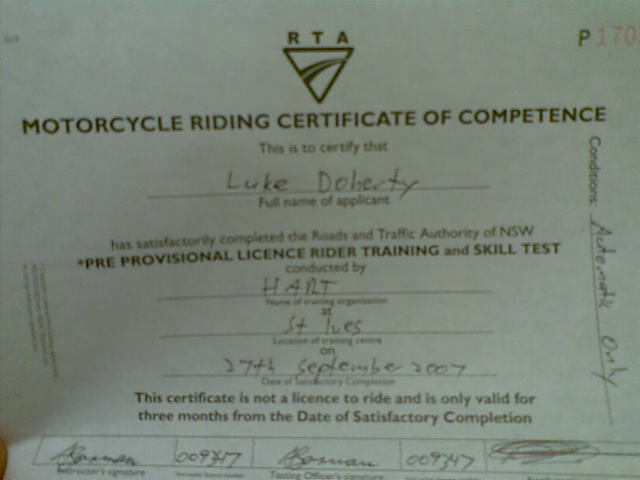 RTA
P 170
MOTORCYCLE RIDING CERTIFICATE OF COMPETENCE
This is to certify that
Luke Doherty
Full name of applicant
has satisfactorily completed the Roads and Traffic Authority of NSW
*PRE PROVISIONAL LICENCE RIDER TRAINING and SKILL TEST
conducted by
HART
Name of training organisation
at
St Ives
Location of training centre
on
27th September 2007
Date of Satisfactory Completion
This certificate is not a licence to ride and is only valid for
three months from the Date of Satisfactory Completion
009347 009347
Instructor's signature Testing Officer's signature
Conditions: Automatic Only